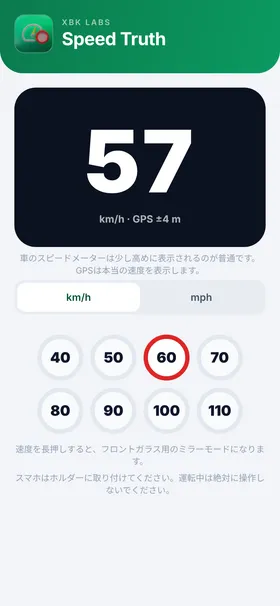 XBK LABS
Speed Truth
57
km/h · GPS ±4 m
車のスピードメーターは少し高めに表示されるのが普通です。
GPSは本当の速度を表示します。
km/h
mph
40
50
60
70
80
90
100
110
速度を長押しすると、フロントガラス用のミラーモードになりま
す。
スマホはホルダーに取り付けてください。運転中は絶対に操作し
ないでください。